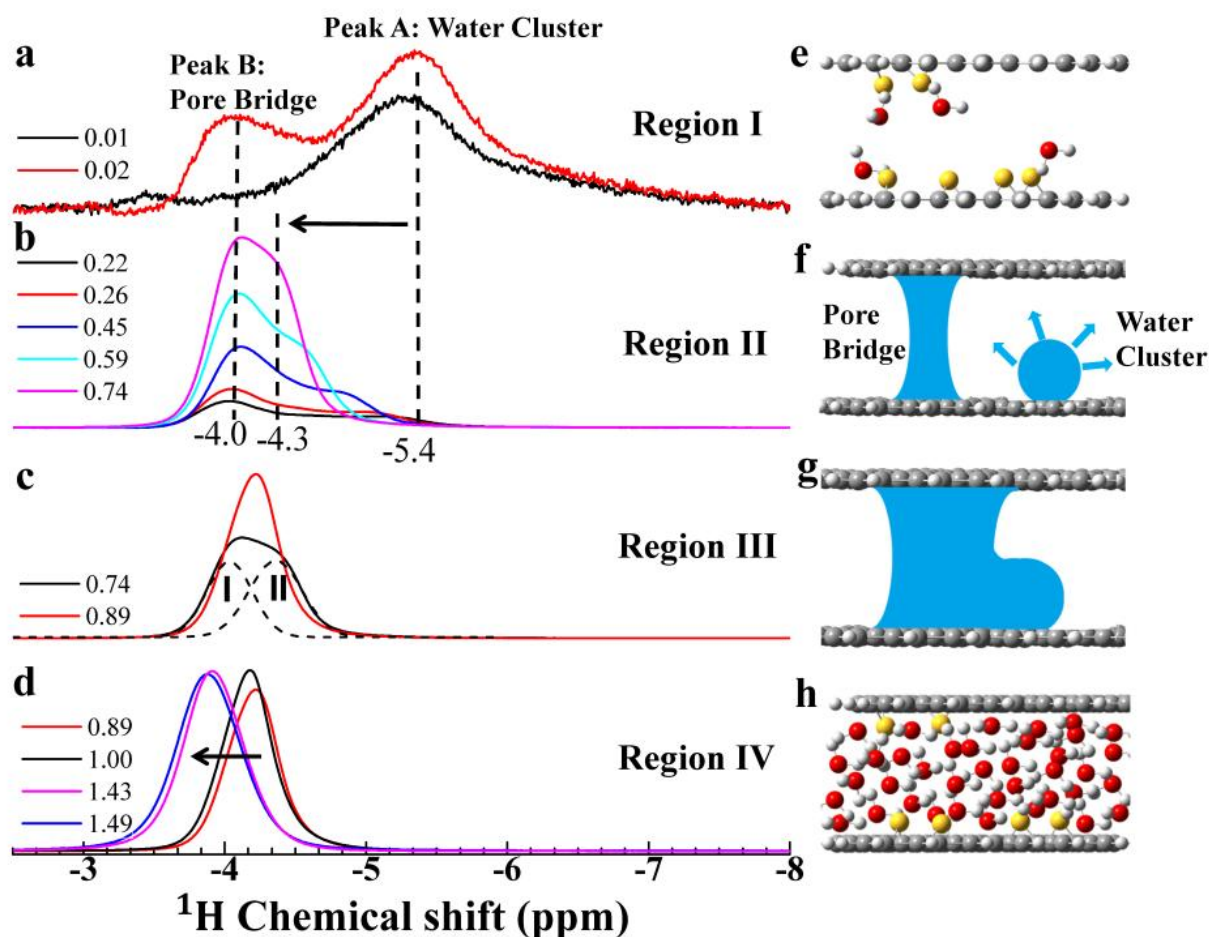 a
Peak B:
Pore Bridge
Peak A: Water Cluster
0.01
0.02
Region I
e
b
0.22
0.26
0.45
0.59
0.74
-4.0
-4.3
-5.4
Region II
f
Pore
Bridge
Water
Cluster
c
0.74
0.89
I
II
Region III
g
d
0.89
1.00
1.43
1.49
Region IV
h
-3
-4
-5
-6
-7
-8
¹H Chemical shift (ppm)